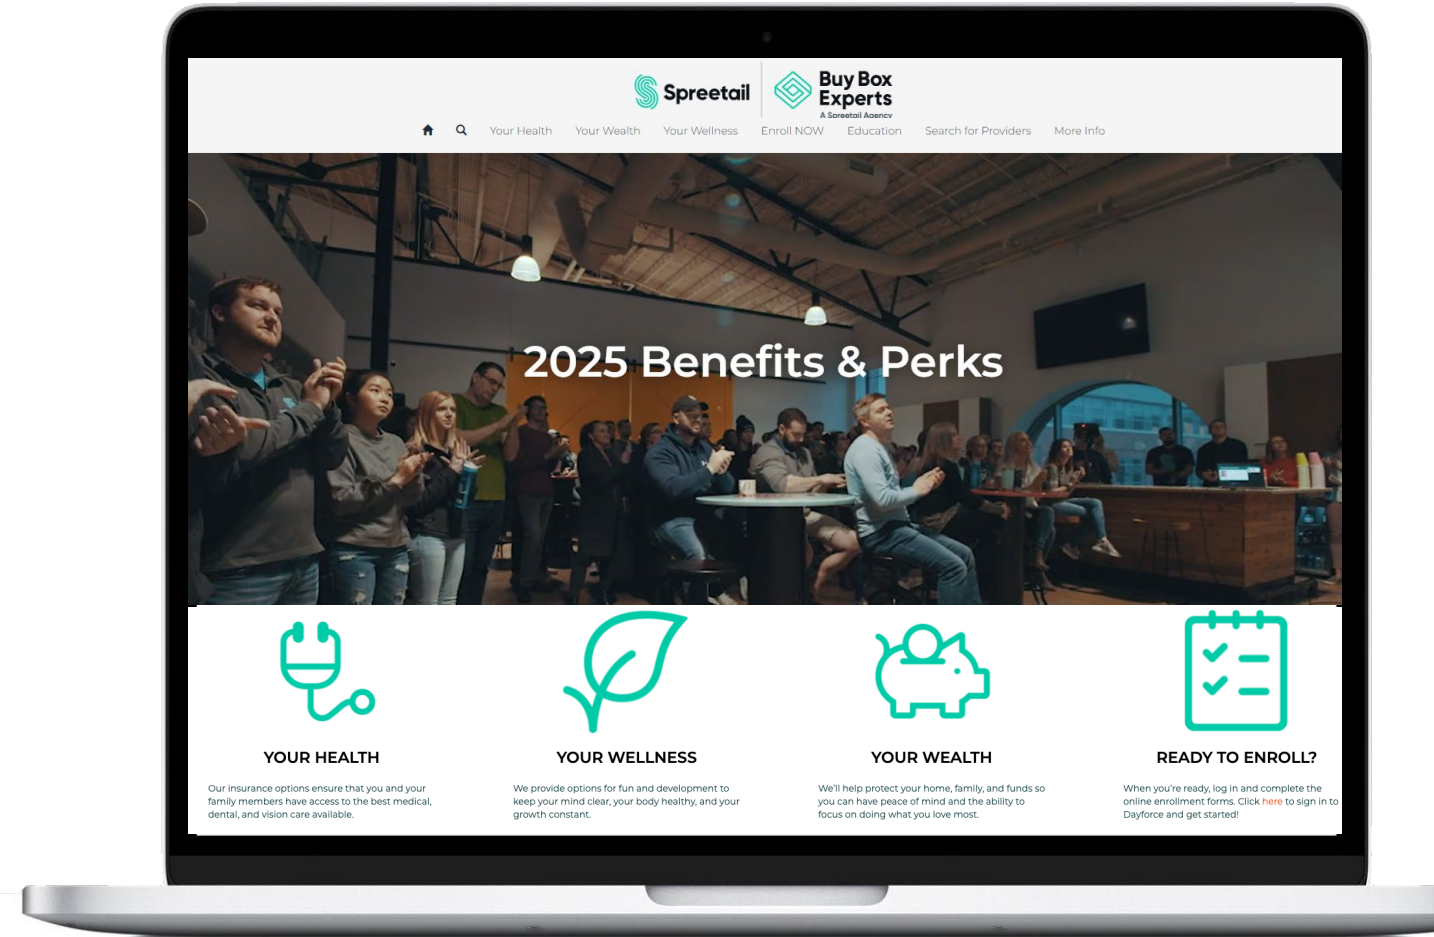 Spreetail
Buy Box
Experts
A Spreetail Agency
Your Health Your Wealth Your Wellness Enroll NOW Education Search for Providers More Info
2025 Benefits & Perks
YOUR HEALTH
Our insurance options ensure that you and your
family members have access to the best medical,
dental, and vision care available.
YOUR WELLNESS
We provide options for fun and development to
keep your mind clear, your body healthy, and your
growth constant.
YOUR WEALTH
We'll help protect your home, family, and funds so
you can have peace of mind and the ability to
focus on doing what you love most.
READY TO ENROLL?
When you're ready, log in and complete the
online enrollment forms. Click here to sign in to
Dayforce and get started!